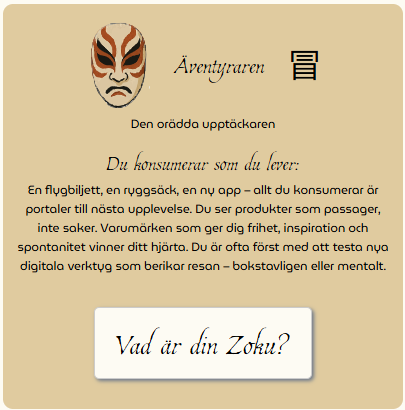 Äventyraren 冒
Den orädda upptäckaren
Du konsumerar som du lever:
En flygbiljett, en ryggsäck, en ny app – allt du konsumerar är
portaler till nästa upplevelse. Du ser produkter som passager,
inte saker. Varumärken som ger dig frihet, inspiration och
spontanitet vinner ditt hjärta. Du är ofta först med att testa nya
digitala verktyg som berikar resan – bokstavligen eller mentalt.
Vad är din Zoku?